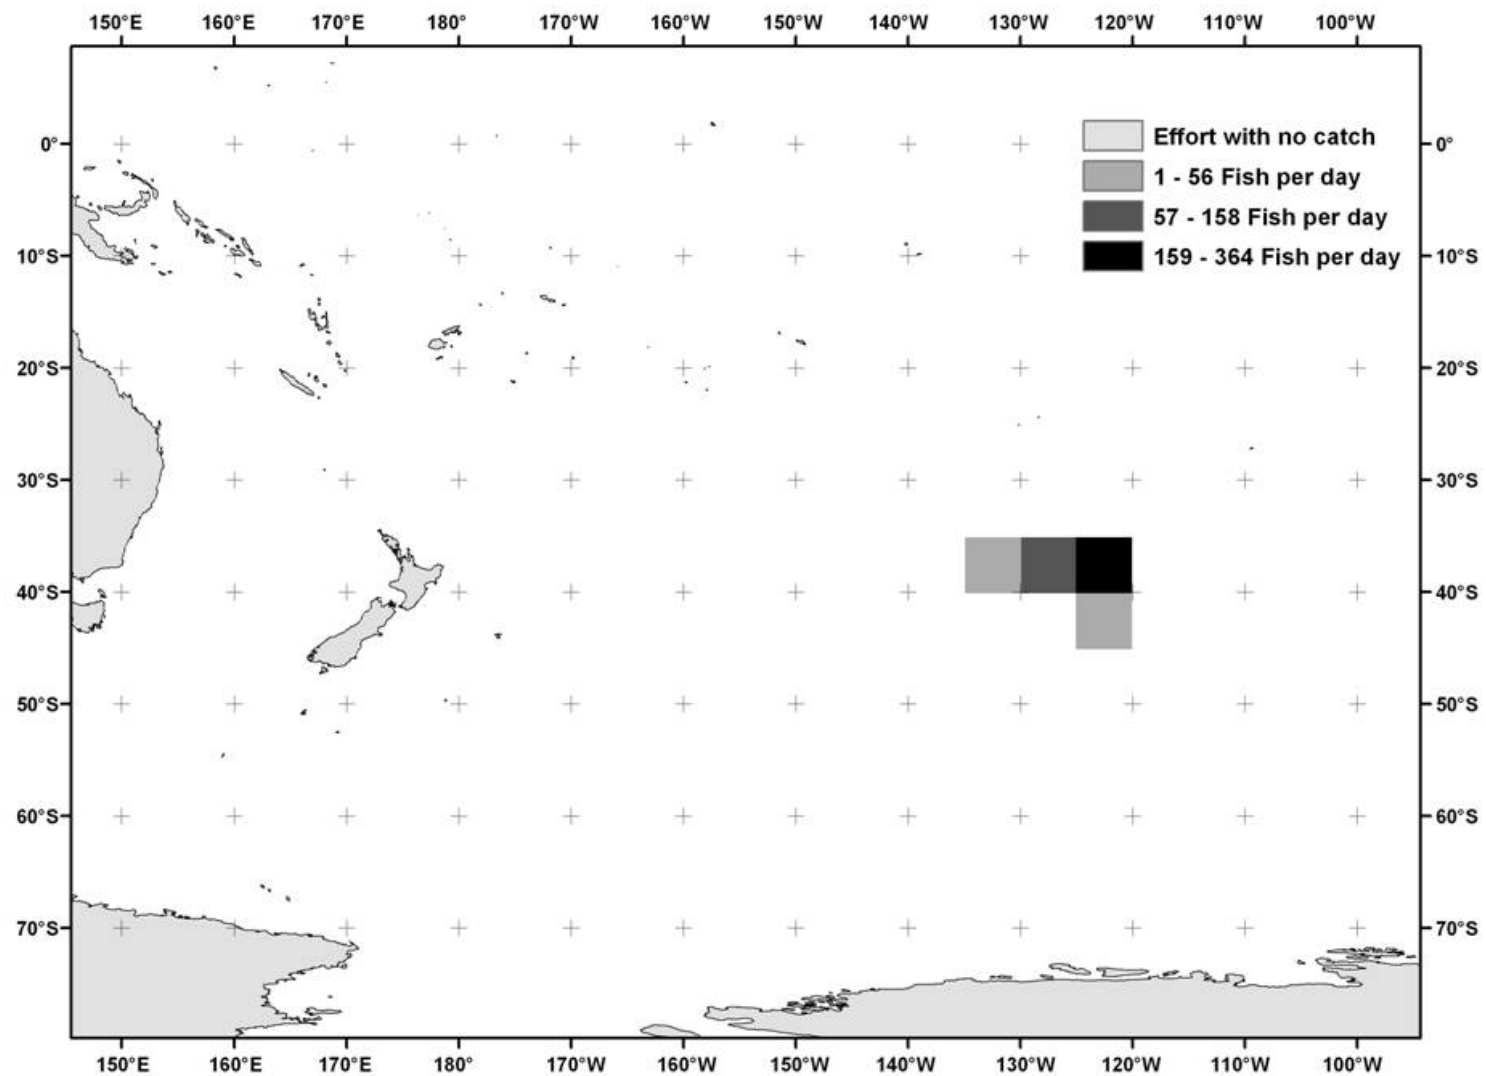 150°E 160°E 170°E 180° 170°W 160°W 150°W 140°W 130°W 120°W 110°W 100°W
Effort with no catch
0° 0°
1 - 56 Fish per day
57 - 158 Fish per day
10°S 159 - 364 Fish per day 10°S
20°S 20°S
30°S 30°S
40°S 40°S
50°S 50°S
60°S 60°S
70°S 70°S
150°E 160°E 170°E 180° 170°W 160°W 150°W 140°W 130°W 120°W 110°W 100°W